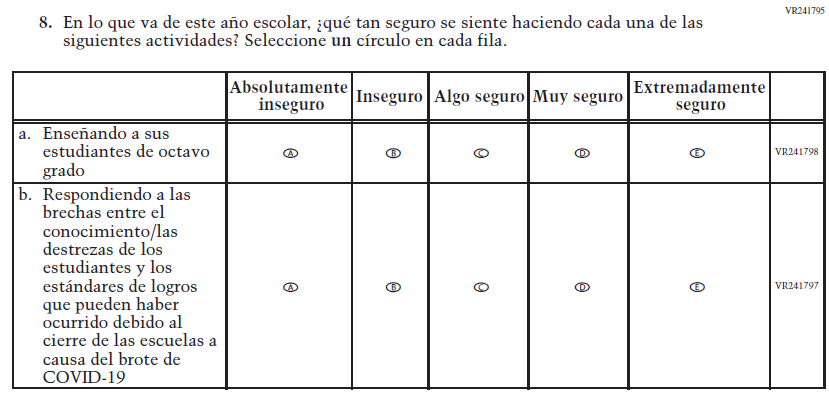 VR241795
8. En lo que va de este año escolar, ¿qué tan seguro se siente haciendo cada una de las
siguientes actividades? Seleccione un círculo en cada fila.
Absolutamente
inseguro
Inseguro
Algo seguro
Muy seguro
Extremadamente
seguro
a. Enseñando a sus
estudiantes de octavo
grado
A
B
C
D
E
VR241798
b. Respondiendo a las
brechas entre el
conocimiento/las
destrezas de los
estudiantes y los
estándares de logros
que pueden haber
ocurrido debido al
cierre de las escuelas a
causa del brote de
COVID-19
A
B
C
D
E
VR241797